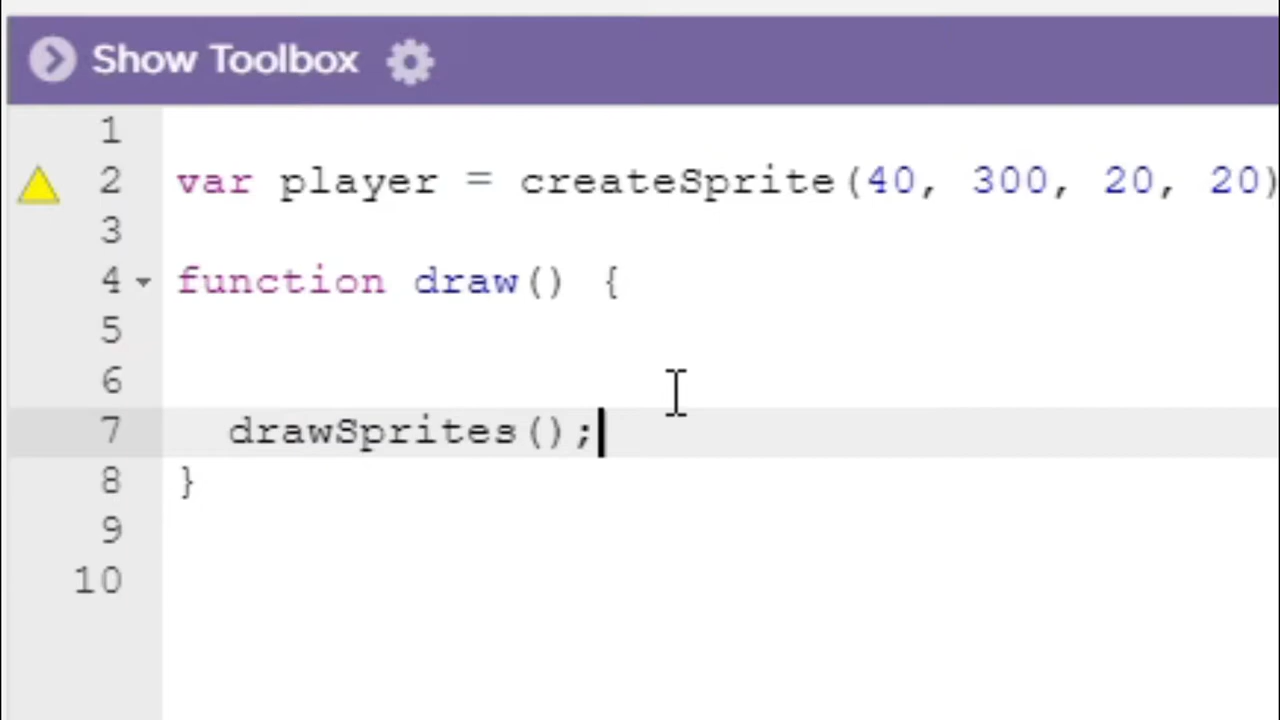 Show Toolbox
1
2 var player = createSprite(40, 300, 20, 20)
3
4 function draw() {
5
6
7 drawSprites();
8 }
9
10